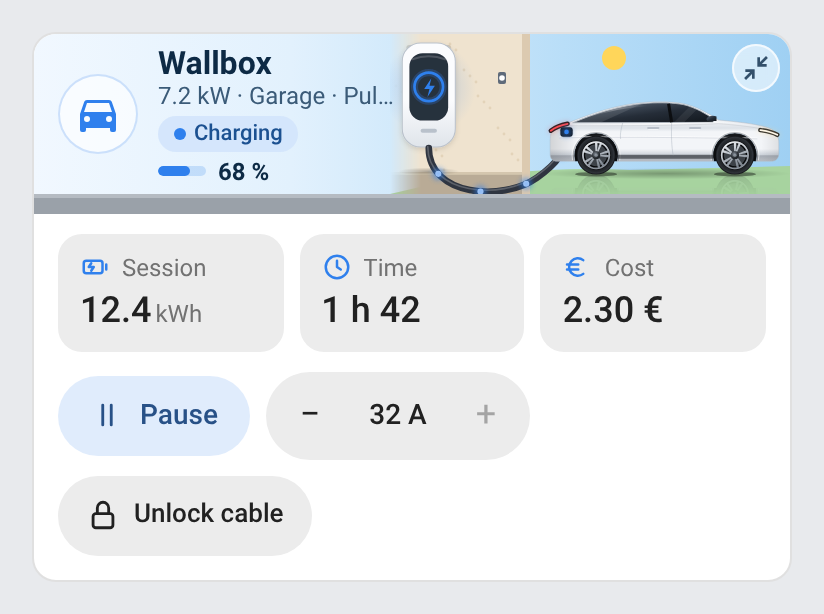 Wallbox
7.2 kW · Garage · Pul…
Charging
68 %
Session
12.4 kWh
Time
1 h 42
Cost
2.30 €
Pause
32 A
Unlock cable